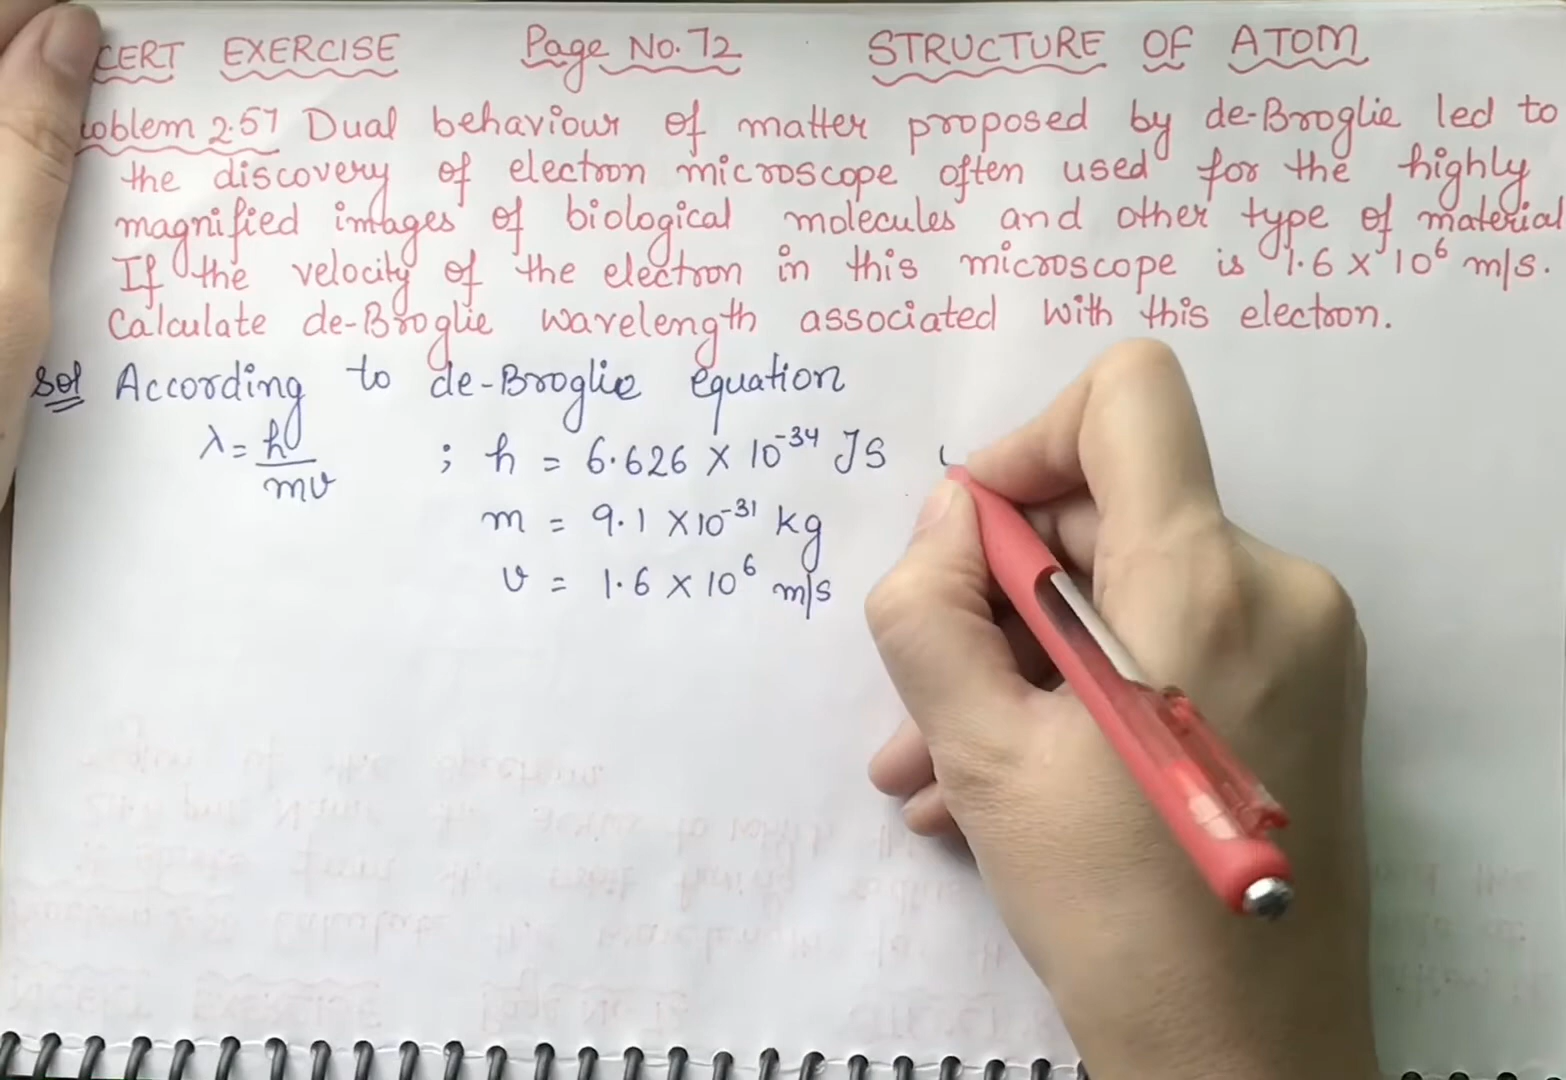 CERT EXERCISE Page No. 72 STRUCTURE OF ATOM
oblem 2.57 Dual behaviour of matter proposed by de-Broglie led to
the discovery of electron microscope often used for the highly
magnified images of biological molecules and other type of material
If the velocity of the electron in this microscope is 1.6 x 10⁶ m/s.
Calculate de-Broglie wavelength associated with this electron.
Sol According to de-Broglie equation
λ = h/mv ; h = 6.626 x 10⁻³⁴ JS
m = 9.1 x 10⁻³¹ kg
v = 1.6 x 10⁶ m/s